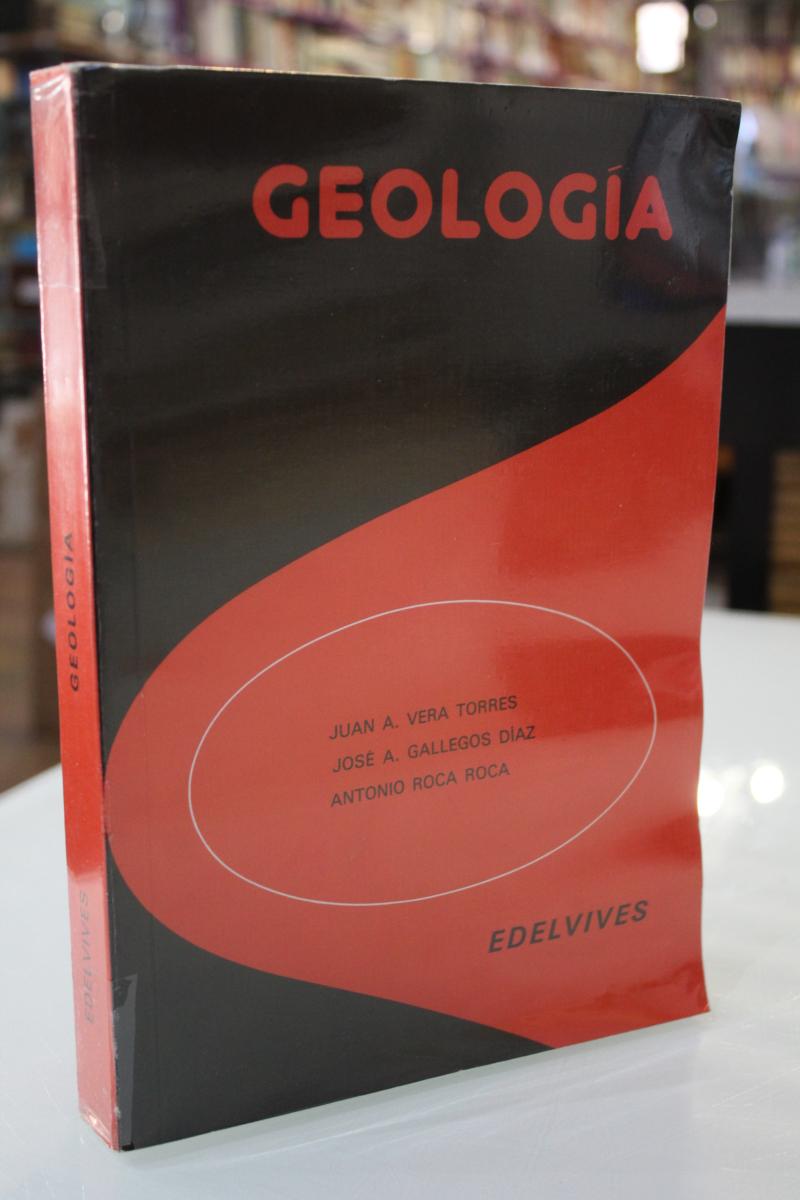 GEOLOGÍA
JUAN A. VERA TORRES
JOSÉ A. GALLEGOS DÍAZ
ANTONIO ROCA ROCA
EDELVIVES
GEOLOGÍA
EDELVIVES